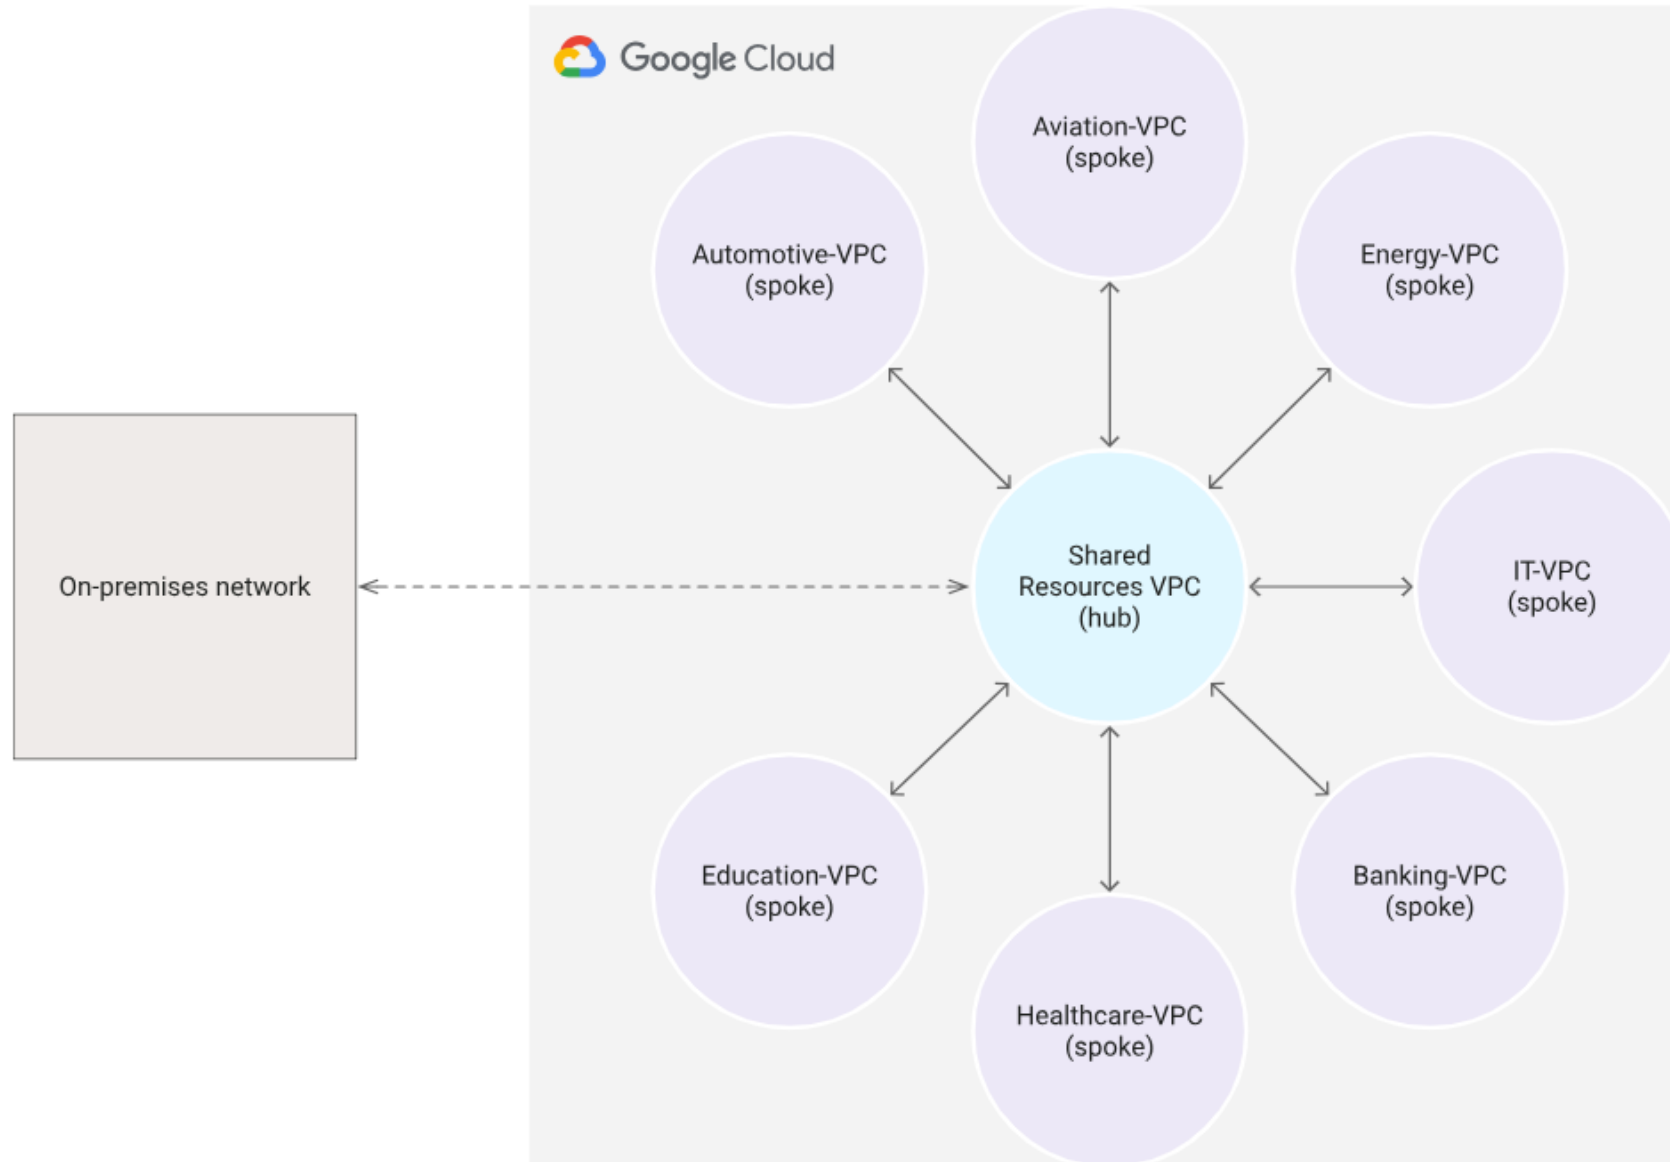 Google Cloud
Aviation-VPC
(spoke)
Automotive-VPC
(spoke)
Energy-VPC
(spoke)
On-premises network
Shared
Resources VPC
(hub)
IT-VPC
(spoke)
Education-VPC
(spoke)
Banking-VPC
(spoke)
Healthcare-VPC
(spoke)